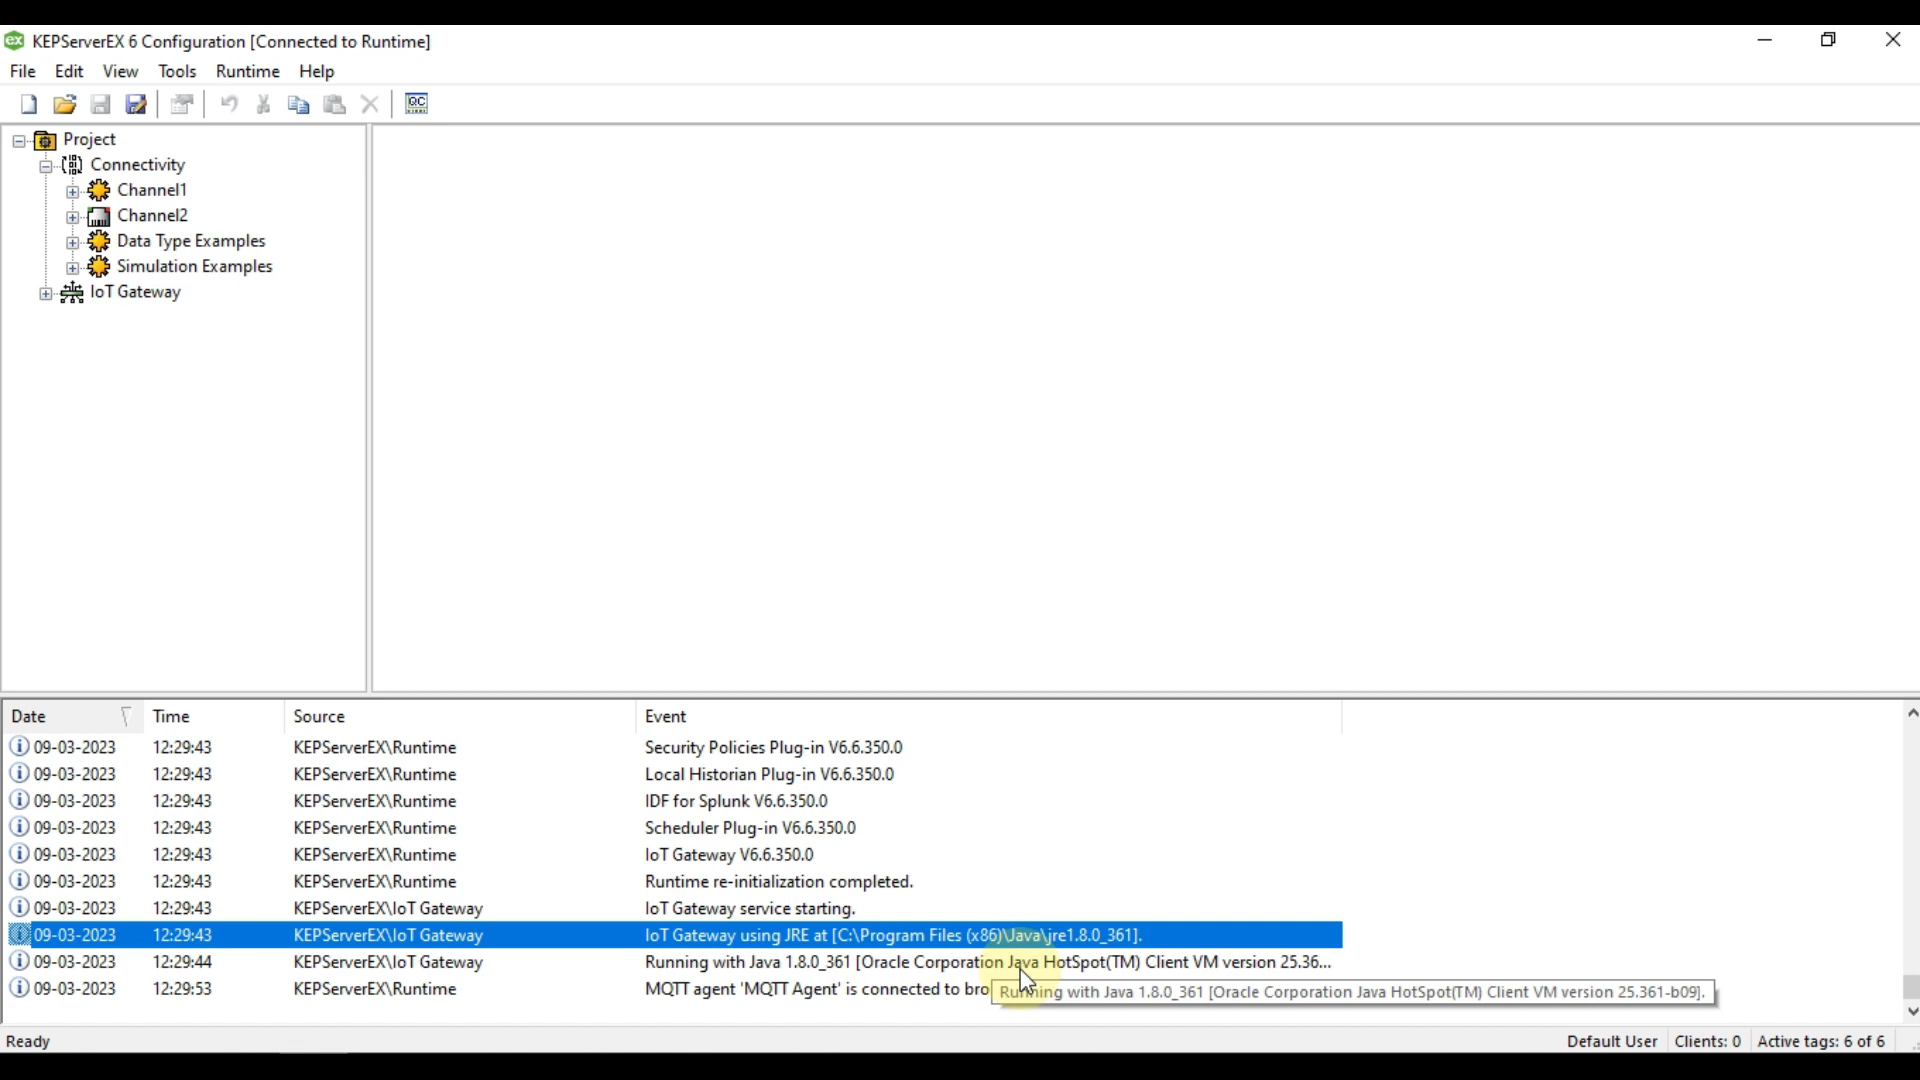 ex KEPServerEX 6 Configuration [Connected to Runtime]
File Edit View Tools Runtime Help
QC
Project
Connectivity
Channel1
Channel2
Data Type Examples
Simulation Examples
IoT Gateway
Date Time Source Event
09-03-2023 12:29:43 KEPServerEX\Runtime Security Policies Plug-in V6.6.350.0
09-03-2023 12:29:43 KEPServerEX\Runtime Local Historian Plug-in V6.6.350.0
09-03-2023 12:29:43 KEPServerEX\Runtime IDF for Splunk V6.6.350.0
09-03-2023 12:29:43 KEPServerEX\Runtime Scheduler Plug-in V6.6.350.0
09-03-2023 12:29:43 KEPServerEX\Runtime IoT Gateway V6.6.350.0
09-03-2023 12:29:43 KEPServerEX\Runtime Runtime re-initialization completed.
09-03-2023 12:29:43 KEPServerEX\IoT Gateway IoT Gateway service starting.
09-03-2023 12:29:43 KEPServerEX\IoT Gateway IoT Gateway using JRE at [C:\Program Files (x86)\Java\jre1.8.0_361].
09-03-2023 12:29:44 KEPServerEX\IoT Gateway Running with Java 1.8.0_361 [Oracle Corporation Java HotSpot(TM) Client VM version 25.36...
09-03-2023 12:29:53 KEPServerEX\Runtime MQTT agent 'MQTT Agent' is connected to bro
Running with Java 1.8.0_361 [Oracle Corporation Java HotSpot(TM) Client VM version 25.361-b09].
Ready Default User Clients: 0 Active tags: 6 of 6